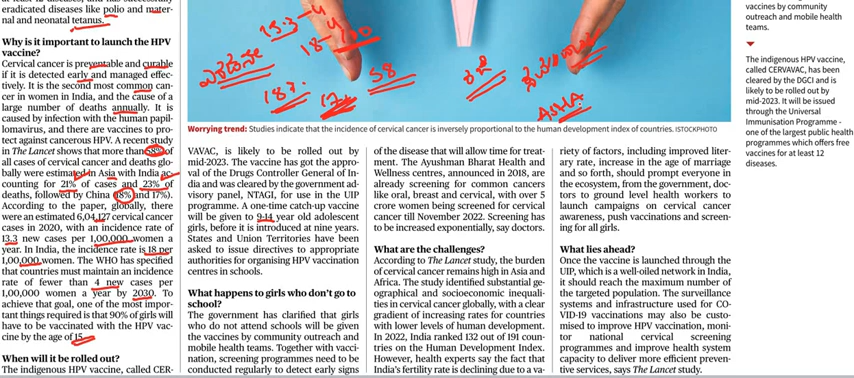 eradicated diseases like polio and mater-
nal and neonatal tetanus.
Why is it important to launch the HPV
vaccine?
Cervical cancer is preventable and curable
if it is detected early and managed effec-
tively. It is the second most common can-
cer in women in India, and the cause of a
large number of deaths annually. It is
caused by infection with the human papil-
lomavirus, and there are vaccines to pro-
tect against cancerous HPV. A recent study
in The Lancet shows that more than 58% of
all cases of cervical cancer and deaths glo-
bally were estimated in Asia with India ac-
counting for 21% of cases and 23% of
deaths, followed by China (18% and 17%).
According to the paper, globally, there
were an estimated 6,04,127 cervical cancer
cases in 2020, with an incidence rate of
13.3 new cases per 1,00,000 women a
year. In India, the incidence rate is 18 per
1,00,000 women. The WHO has specified
that countries must maintain an incidence
rate of fewer than 4 new cases per
1,00,000 women a year by 2030. To
achieve that goal, one of the most impor-
tant things required is that 90% of girls will
have to be vaccinated with the HPV vac-
cine by the age of 15.
When will it be rolled out?
The indigenous HPV vaccine, called CER-
13.3 - 4
18 - 4
58
18%
17%
ASHA
Worrying trend: Studies indicate that the incidence of cervical cancer is inversely proportional to the human development index of countries. ISTOCKPHOTO
VAVAC, is likely to be rolled out by
mid-2023. The vaccine has got the appro-
val of the Drugs Controller General of In-
dia and was cleared by the government ad-
visory panel, NTAGI, for use in the UIP
programme. A one-time catch-up vaccine
will be given to 9-14 year old adolescent
girls, before it is introduced at nine years.
States and Union Territories have been
asked to issue directives to appropriate
authorities for organising HPV vaccination
centres in schools.
What happens to girls who don't go to
school?
The government has clarified that girls
who do not attend schools will be given
the vaccines by community outreach and
mobile health teams. Together with vacci-
nation, screening programmes need to be
conducted regularly to detect early signs
of the disease that will allow time for treat-
ment. The Ayushman Bharat Health and
Wellness centres, announced in 2018, are
already screening for common cancers
like oral, breast and cervical, with over 5
crore women being screened for cervical
cancer till November 2022. Screening has
to be increased exponentially, say doctors.
What are the challenges?
According to The Lancet study, the burden
of cervical cancer remains high in Asia and
Africa. The study identified substantial ge-
ographical and socioeconomic inequali-
ties in cervical cancer globally, with a clear
gradient of increasing rates for countries
with lower levels of human development.
In 2022, India ranked 132 out of 191 coun-
tries on the Human Development Index.
However, health experts say the fact that
India's fertility rate is declining due to a va-
riety of factors, including improved liter-
ary rate, increase in the age of marriage
and so forth, should prompt everyone in
the ecosystem, from the government, doc-
tors to ground level health workers to
launch campaigns on cervical cancer
awareness, push vaccinations and screen-
ing for all girls.
What lies ahead?
Once the vaccine is launched through the
UIP, which is a well-oiled network in India,
it should reach the maximum number of
the targeted population. The surveillance
systems and infrastructure used for CO-
VID-19 vaccinations may also be custo-
mised to improve HPV vaccination, moni-
tor national cervical screening
programmes and improve health system
capacity to deliver more efficient preven-
tive services, says The Lancet study.
vaccines by community
outreach and mobile health
teams.
The indigenous HPV vaccine,
called CERVAVAC, has been
cleared by the DGCI and is
likely to be rolled out by
mid-2023. It will be issued
through the Universal
Immunisation Programme -
one of the largest public health
programmes which offers free
vaccines for at least 12
diseases.